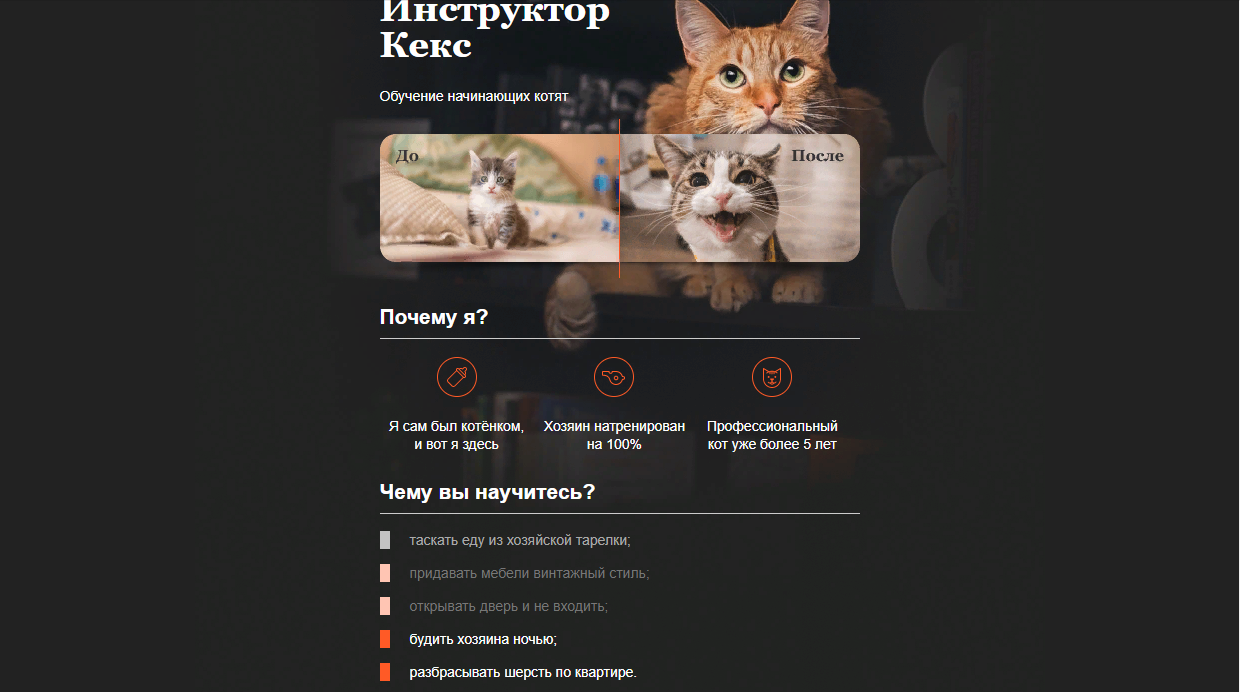 Инструктор
Кекс
Обучение начинающих котят
До
После
Почему я?
Я сам был котёнком,
и вот я здесь
Хозяин натренирован
на 100%
Профессиональный
кот уже более 5 лет
Чему вы научитесь?
таскать еду из хозяйской тарелки;
придавать мебели винтажный стиль;
открывать дверь и не входить;
будить хозяина ночью;
разбрасывать шерсть по квартире.